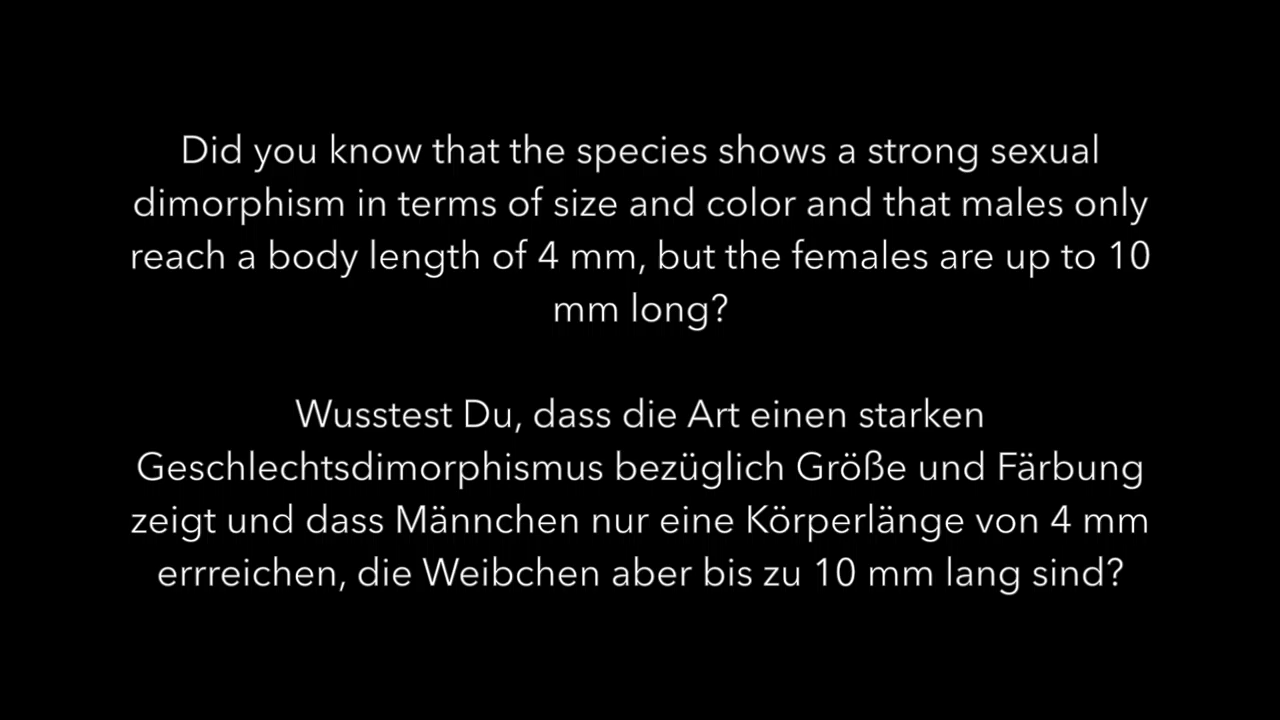 Did you know that the species shows a strong sexual
dimorphism in terms of size and color and that males only
reach a body length of 4 mm, but the females are up to 10
mm long?
Wusstest Du, dass die Art einen starken
Geschlechtsdimorphismus bezüglich Größe und Färbung
zeigt und dass Männchen nur eine Körperlänge von 4 mm
errreichen, die Weibchen aber bis zu 10 mm lang sind?